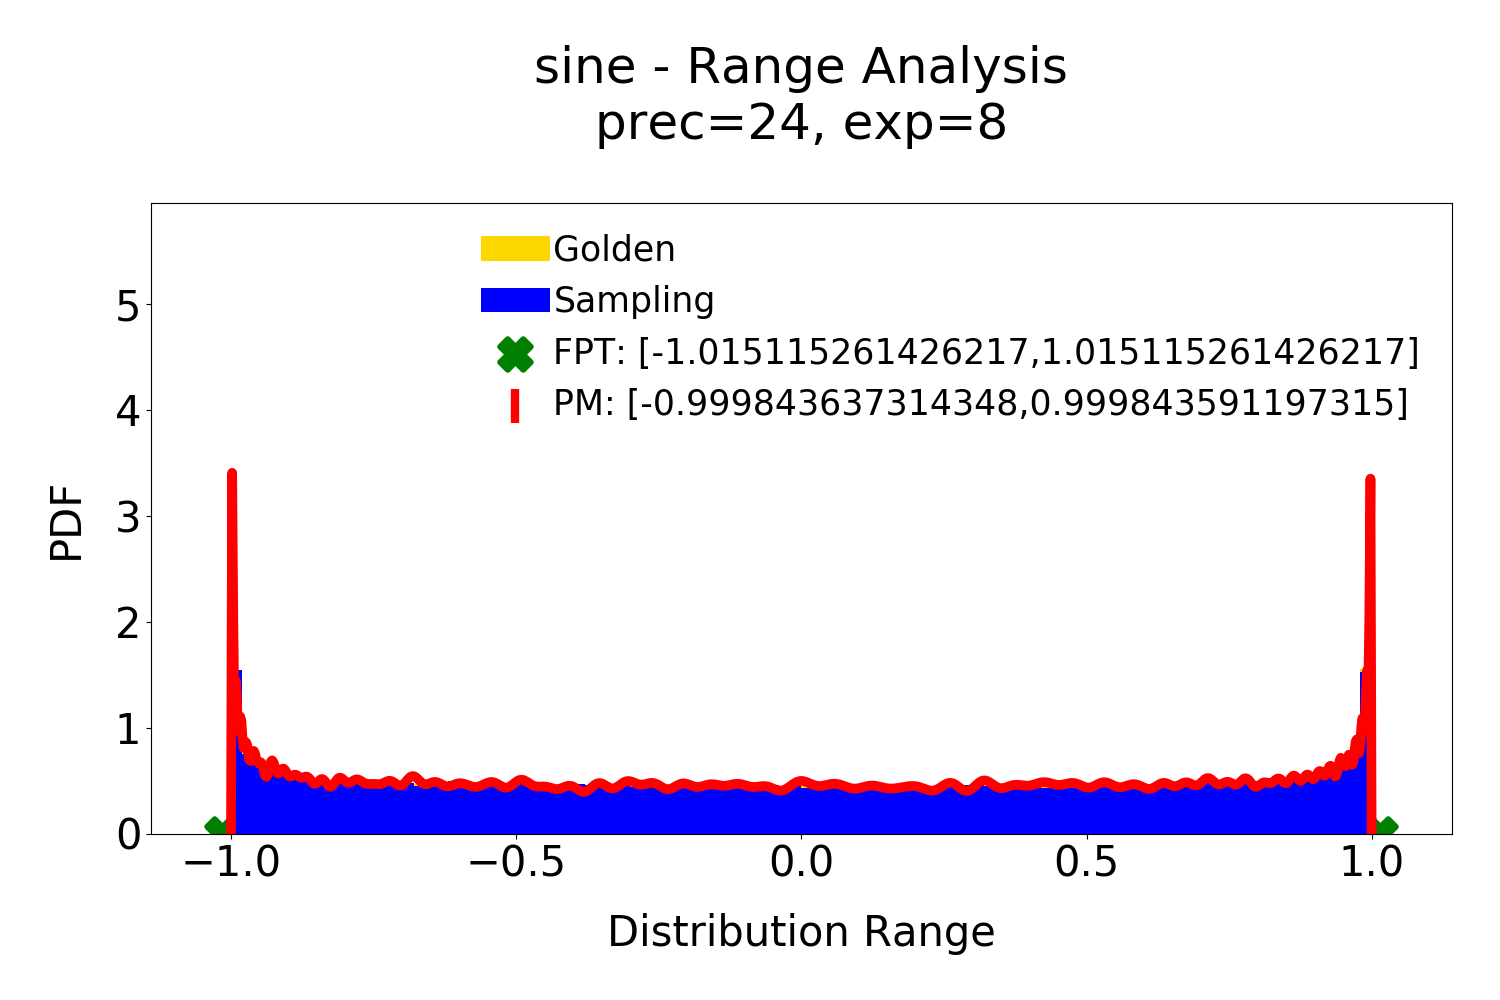 sine - Range Analysis
prec=24, exp=8
Golden
Sampling
FPT: [-1.015115261426217,1.015115261426217]
PM: [-0.999843637314348,0.999843591197315]
PDF
5
4
3
2
1
0
−1.0 −0.5 0.0 0.5 1.0
Distribution Range